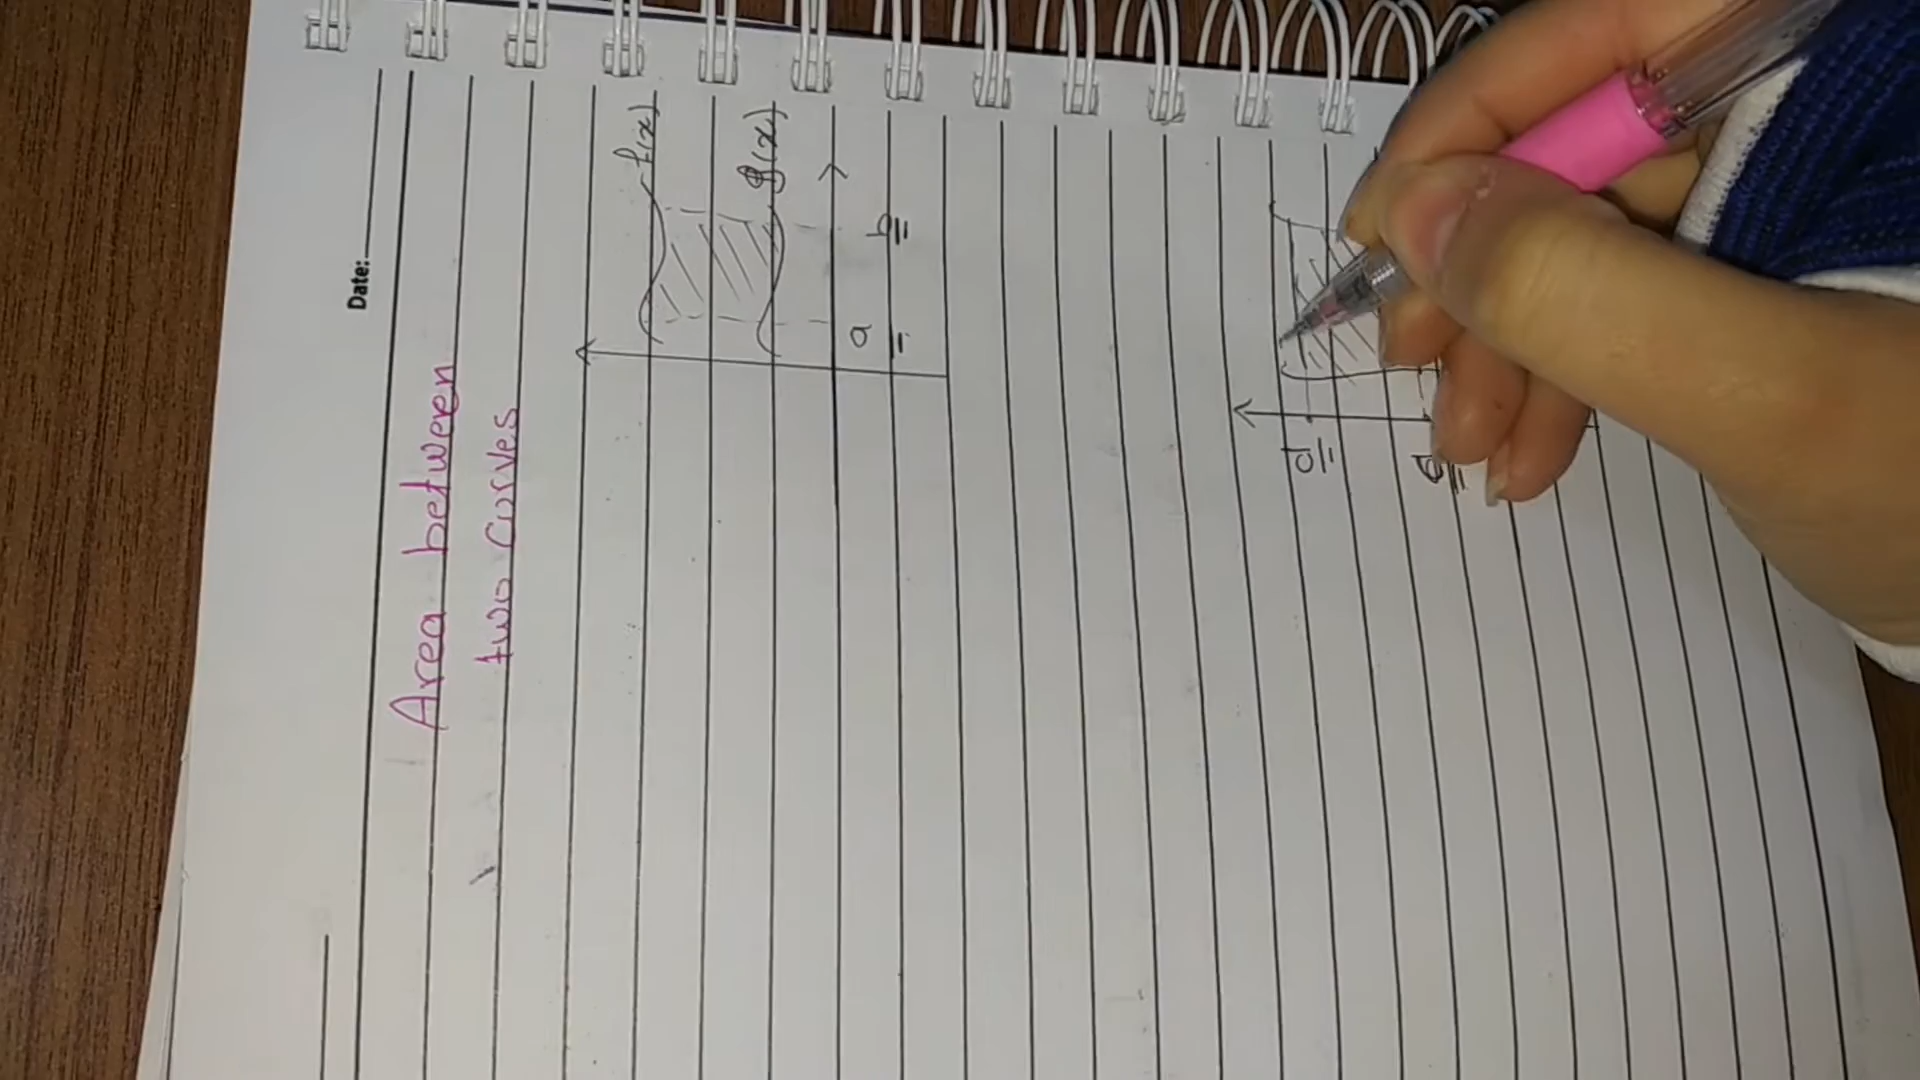 Date:
Area between
two curves
f(x)
g(x)
a b
d